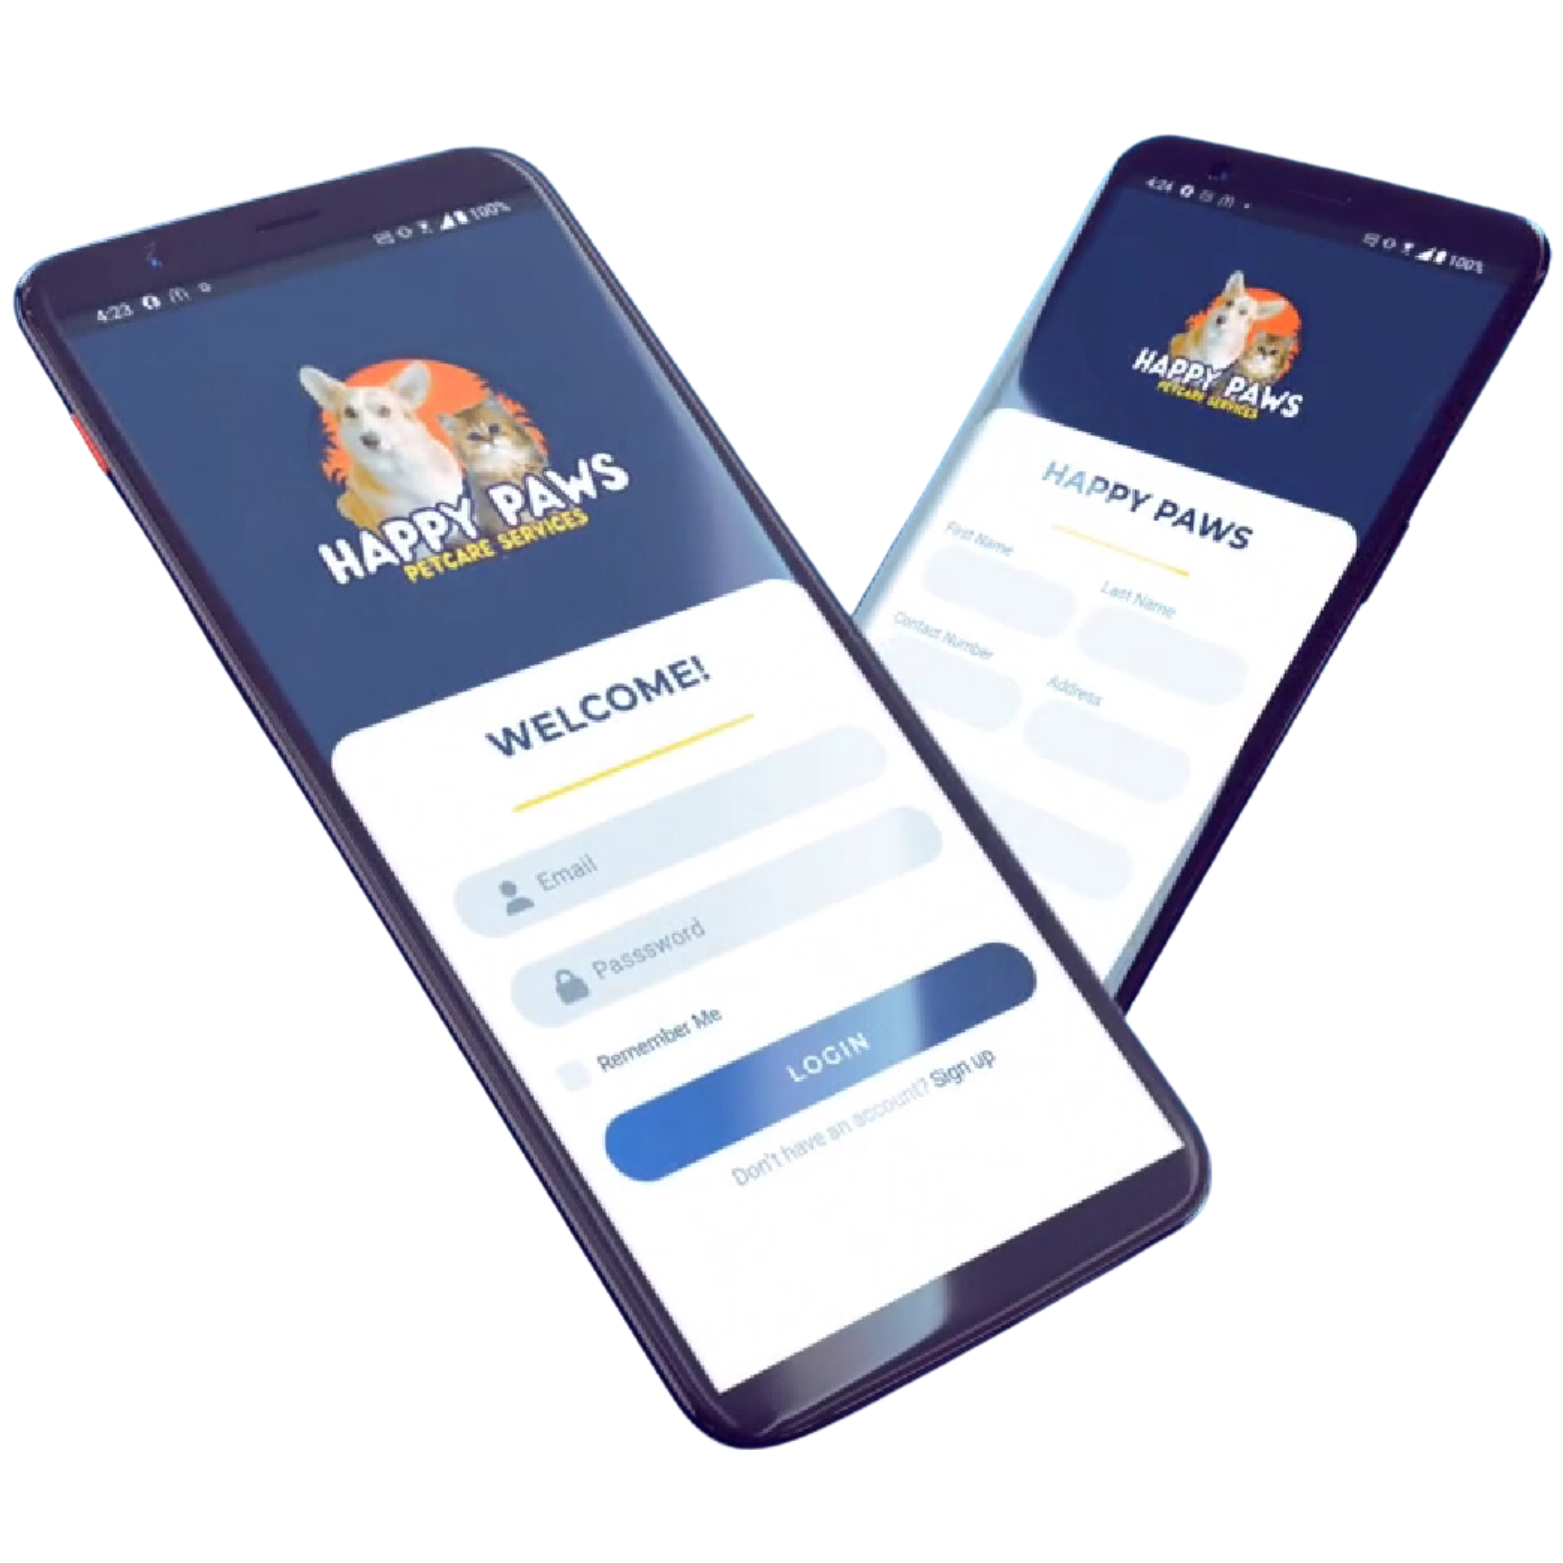 4:23
100%
HAPPY PAWS
PETCARE SERVICES
WELCOME!
Email
Passsword
Remember Me
LOGIN
Don't have an account? Sign up
4:24
100%
HAPPY PAWS
PETCARE SERVICES
HAPPY PAWS
First Name
Last Name
Contact Number
Address